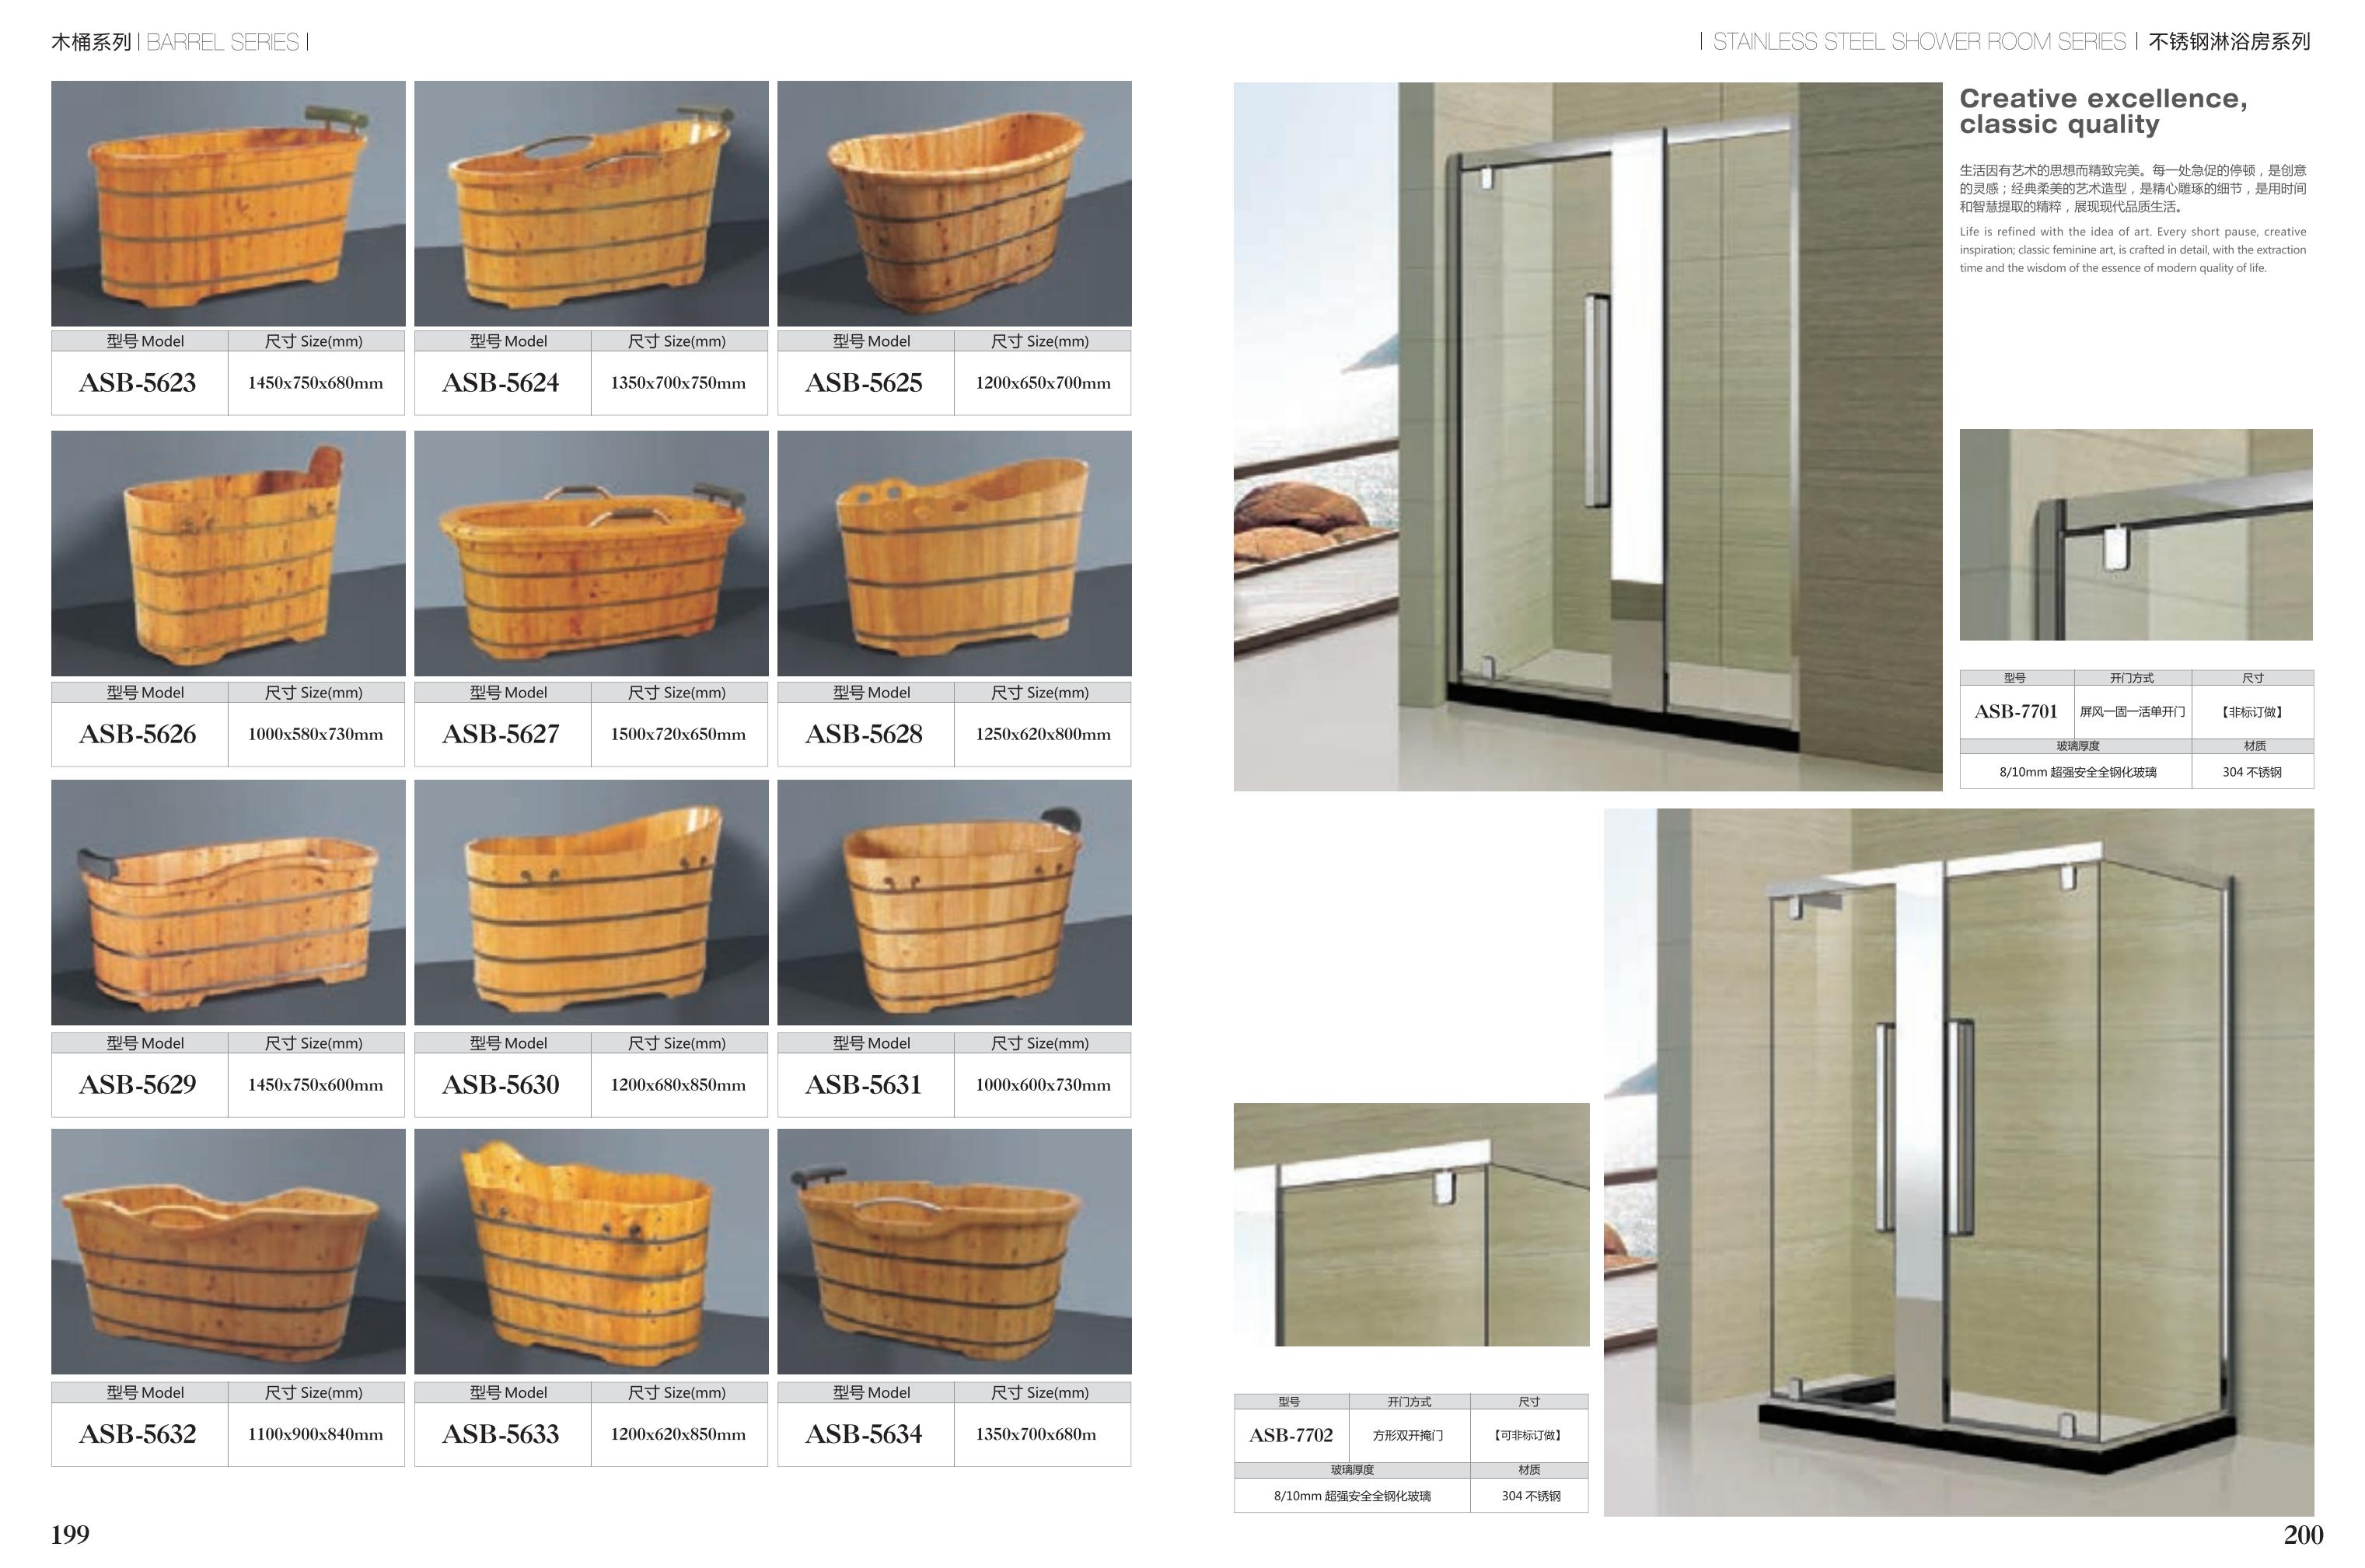 木桶系列 | BARREL SERIES |
型号 Model 尺寸 Size(mm) 型号 Model 尺寸 Size(mm) 型号 Model 尺寸 Size(mm)
ASB-5623 1450x750x680mm ASB-5624 1350x700x750mm ASB-5625 1200x650x700mm
型号 Model 尺寸 Size(mm) 型号 Model 尺寸 Size(mm) 型号 Model 尺寸 Size(mm)
ASB-5626 1000x580x730mm ASB-5627 1500x720x650mm ASB-5628 1250x620x800mm
型号 Model 尺寸 Size(mm) 型号 Model 尺寸 Size(mm) 型号 Model 尺寸 Size(mm)
ASB-5629 1450x750x600mm ASB-5630 1200x680x850mm ASB-5631 1000x600x730mm
型号 Model 尺寸 Size(mm) 型号 Model 尺寸 Size(mm) 型号 Model 尺寸 Size(mm)
ASB-5632 1100x900x840mm ASB-5633 1200x620x850mm ASB-5634 1350x700x680m
199
| STAINLESS STEEL SHOWER ROOM SERIES | 不锈钢淋浴房系列
Creative excellence,
classic quality
生活因有艺术的思想而精致完美。每一处急促的停顿，是创意
的灵感；经典柔美的艺术造型，是精心雕琢的细节，是用时间
和智慧提取的精粹，展现现代品质生活。
Life is refined with the idea of art. Every short pause, creative
inspiration; classic feminine art, is crafted in detail, with the extraction
time and the wisdom of the essence of modern quality of life.
型号 开门方式 尺寸
ASB-7701 屏风一固一活单开门 【非标订做】
玻璃厚度 材质
8/10mm 超强安全全钢化玻璃 304 不锈钢
型号 开门方式 尺寸
ASB-7702 方形双开掩门 【可非标订做】
玻璃厚度 材质
8/10mm 超强安全全钢化玻璃 304 不锈钢
200